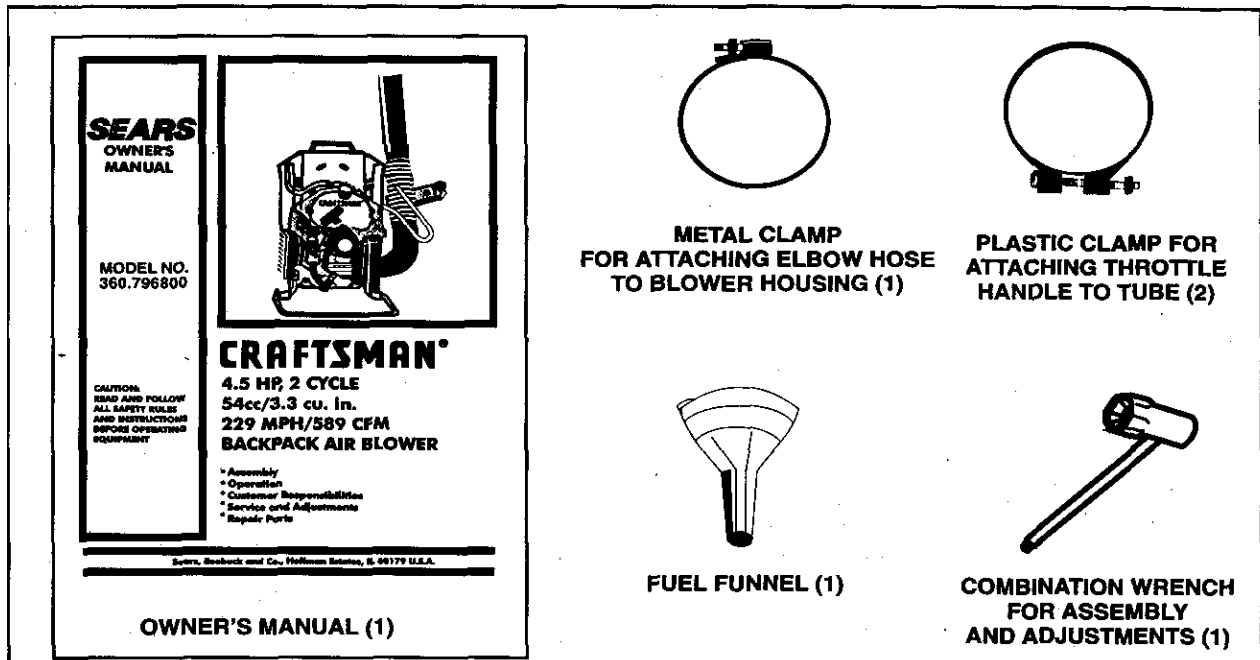 SEARS
OWNER'S
MANUAL
MODEL NO.
360.796800
CAUTION:
READ AND FOLLOW
ALL SAFETY RULES
AND INSTRUCTIONS
BEFORE OPERATING
EQUIPMENT
CRAFTSMAN
CRAFTSMAN®
4.5 HP, 2 CYCLE
54cc/3.3 cu. in.
229 MPH/589 CFM
BACKPACK AIR BLOWER
* Assembly
* Operation
* Customer Responsibilities
* Service and Adjustments
* Repair Parts
Sears, Roebuck and Co., Hoffman Estates, IL 60179 U.S.A.
OWNER'S MANUAL (1)
METAL CLAMP
FOR ATTACHING ELBOW HOSE
TO BLOWER HOUSING (1)
PLASTIC CLAMP FOR
ATTACHING THROTTLE
HANDLE TO TUBE (2)
FUEL FUNNEL (1)
COMBINATION WRENCH
FOR ASSEMBLY
AND ADJUSTMENTS (1)